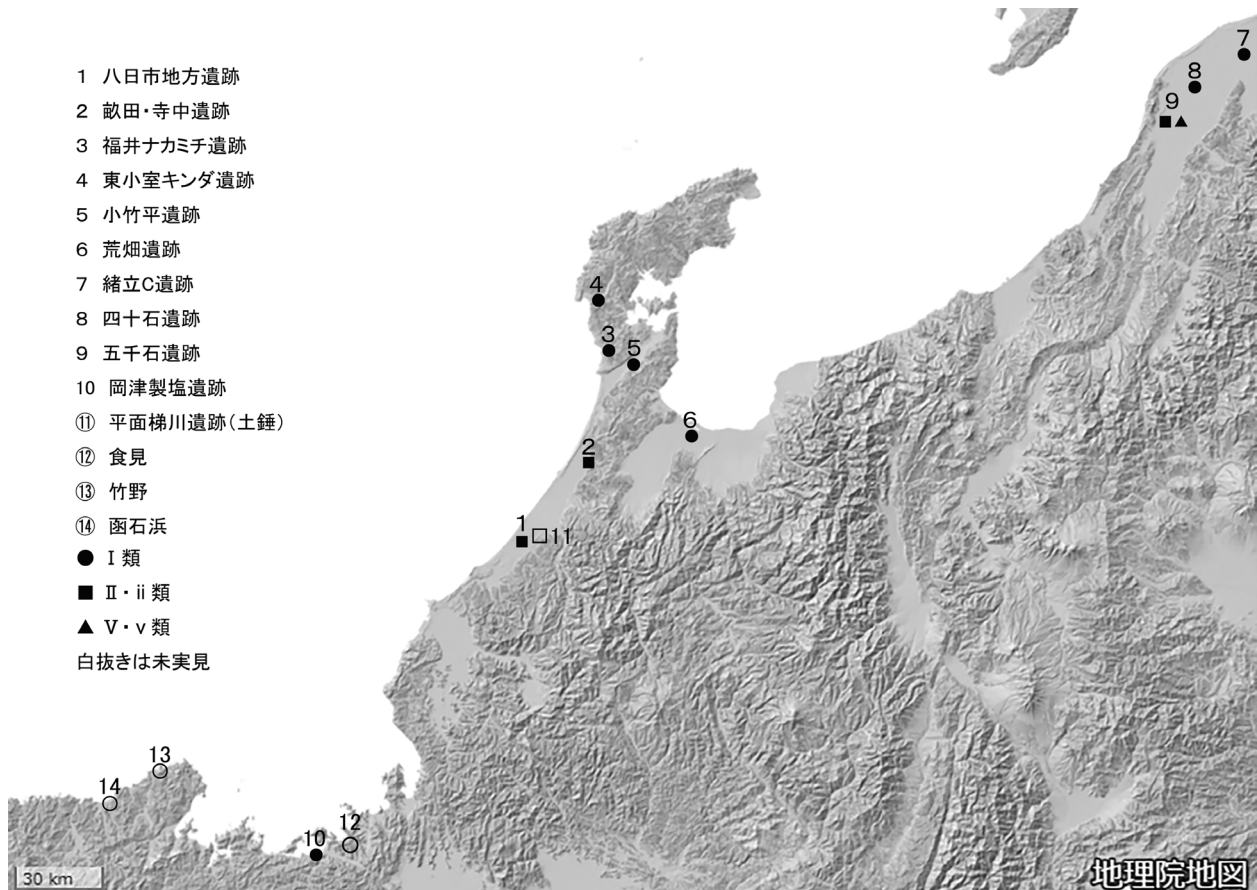 1 八日市地方遺跡
2 畝田・寺中遺跡
3 福井ナカミチ遺跡
4 東小室キンダ遺跡
5 小竹平遺跡
6 荒畑遺跡
7 緒立C遺跡
8 四十石遺跡
9 五千石遺跡
10 岡津製塩遺跡
⑪ 平面梯川遺跡(土錘)
⑫ 食見
⑬ 竹野
⑭ 函石浜
● Ⅰ類
■ Ⅱ・ⅱ類
▲ Ⅴ・ⅴ類
白抜きは未実見
7
8
9
4
3
5
6
2
1
11
13
14
12
10
30 km
地理院地図